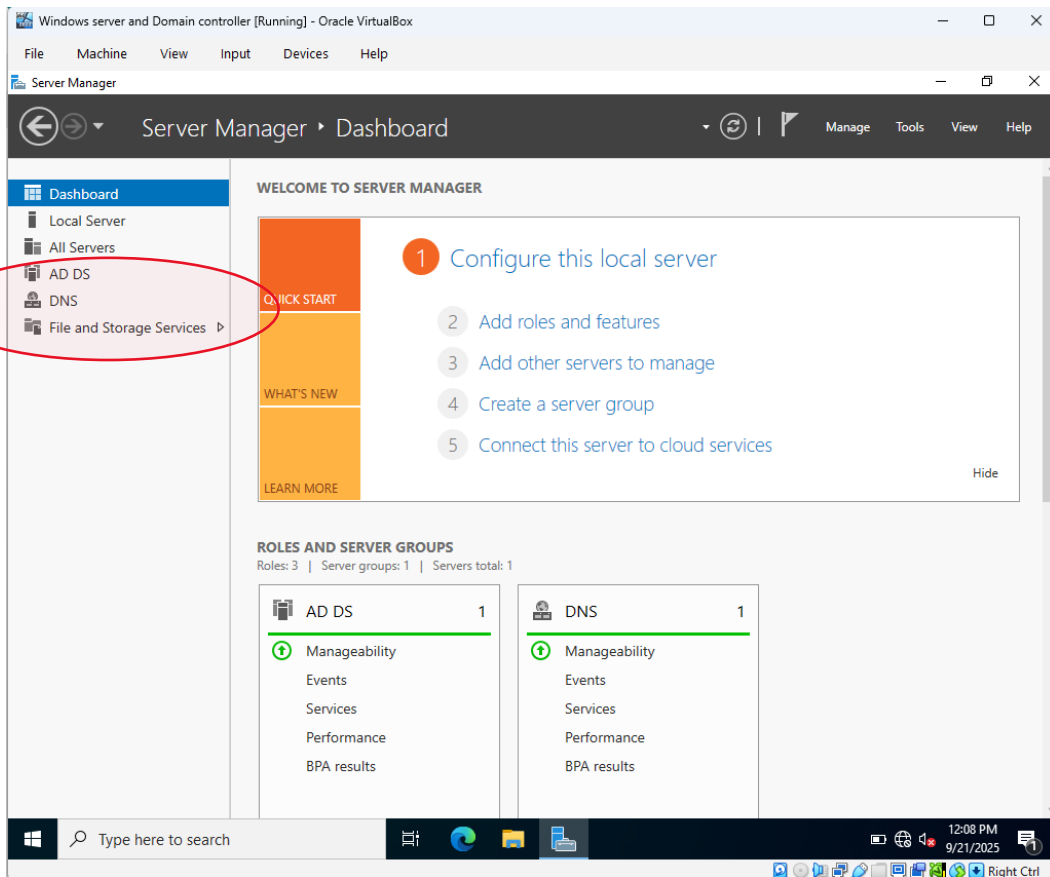 Windows server and Domain controller [Running] - Oracle VirtualBox
File Machine View Input Devices Help
Server Manager
Server Manager ‣ Dashboard
Manage Tools View Help
Dashboard
Local Server
All Servers
AD DS
DNS
File and Storage Services
WELCOME TO SERVER MANAGER
QUICK START
WHAT'S NEW
LEARN MORE
1 Configure this local server
2 Add roles and features
3 Add other servers to manage
4 Create a server group
5 Connect this server to cloud services
Hide
ROLES AND SERVER GROUPS
Roles: 3 | Server groups: 1 | Servers total: 1
AD DS 1
Manageability
Events
Services
Performance
BPA results
DNS 1
Manageability
Events
Services
Performance
BPA results
Type here to search
12:08 PM
9/21/2025
1
Right Ctrl